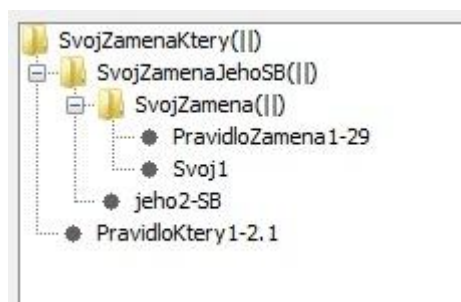 SvojZamenaKtery(||)
SvojZamenaJehoSB(||)
SvojZamena(||)
PravidloZamena1-29
Svoj1
jeho2-SB
PravidloKtery1-2.1